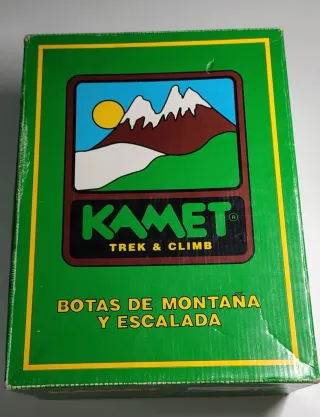 KAMET®
TREK & CLIMB
BOTAS DE MONTAÑA
Y ESCALADA